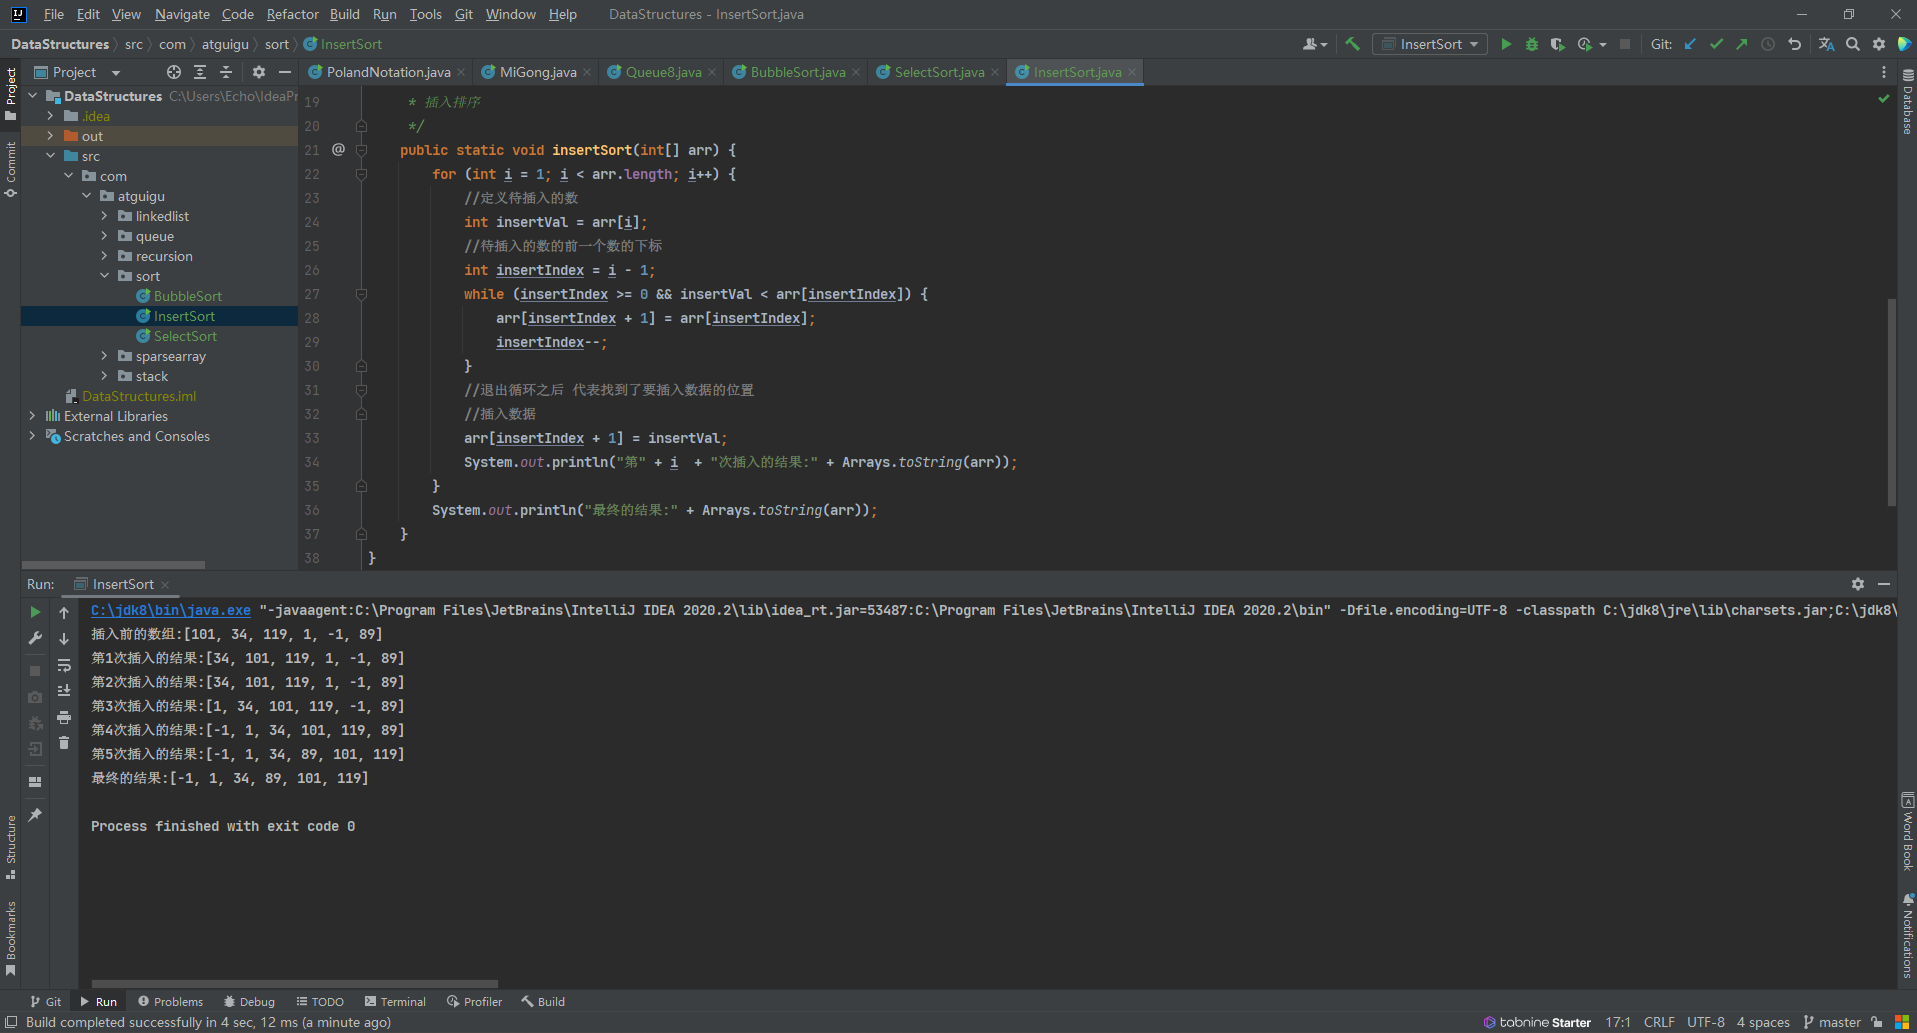 File Edit View Navigate Code Refactor Build Run Tools Git Window Help DataStructures - InsertSort.java
DataStructures src com atguigu sort InsertSort InsertSort Git:
Project PolandNotation.java MiGong.java Queue8.java BubbleSort.java SelectSort.java InsertSort.java
Project
Commit
Structure
Bookmarks
DataStructures C:\Users\Echo\IdeaPr
.idea
out
src
com
atguigu
linkedlist
queue
recursion
sort
BubbleSort
InsertSort
SelectSort
sparsearray
stack
DataStructures.iml
External Libraries
Scratches and Consoles
19 * 插入排序
20 */
21 @ public static void insertSort(int[] arr) {
22 for (int i = 1; i < arr.length; i++) {
23 //定义待插入的数
24 int insertVal = arr[i];
25 //待插入的数的前一个数的下标
26 int insertIndex = i - 1;
27 while (insertIndex >= 0 && insertVal < arr[insertIndex]) {
28 arr[insertIndex + 1] = arr[insertIndex];
29 insertIndex--;
30 }
31 //退出循环之后 代表找到了要插入数据的位置
32 //插入数据
33 arr[insertIndex + 1] = insertVal;
34 System.out.println("第" + i + "次插入的结果:" + Arrays.toString(arr));
35 }
36 System.out.println("最终的结果:" + Arrays.toString(arr));
37 }
38 }
Database
Word Book
Notifications
Run: InsertSort
C:\jdk8\bin\java.exe "-javaagent:C:\Program Files\JetBrains\IntelliJ IDEA 2020.2\lib\idea_rt.jar=53487:C:\Program Files\JetBrains\IntelliJ IDEA 2020.2\bin" -Dfile.encoding=UTF-8 -classpath C:\jdk8\jre\lib\charsets.jar;C:\jdk8\
插入前的数组:[101, 34, 119, 1, -1, 89]
第1次插入的结果:[34, 101, 119, 1, -1, 89]
第2次插入的结果:[34, 101, 119, 1, -1, 89]
第3次插入的结果:[1, 34, 101, 119, -1, 89]
第4次插入的结果:[-1, 1, 34, 101, 119, 89]
第5次插入的结果:[-1, 1, 34, 89, 101, 119]
最终的结果:[-1, 1, 34, 89, 101, 119]
Process finished with exit code 0
Git Run Problems Debug TODO Terminal Profiler Build
Build completed successfully in 4 sec, 12 ms (a minute ago) tabnine Starter 17:1 CRLF UTF-8 4 spaces master